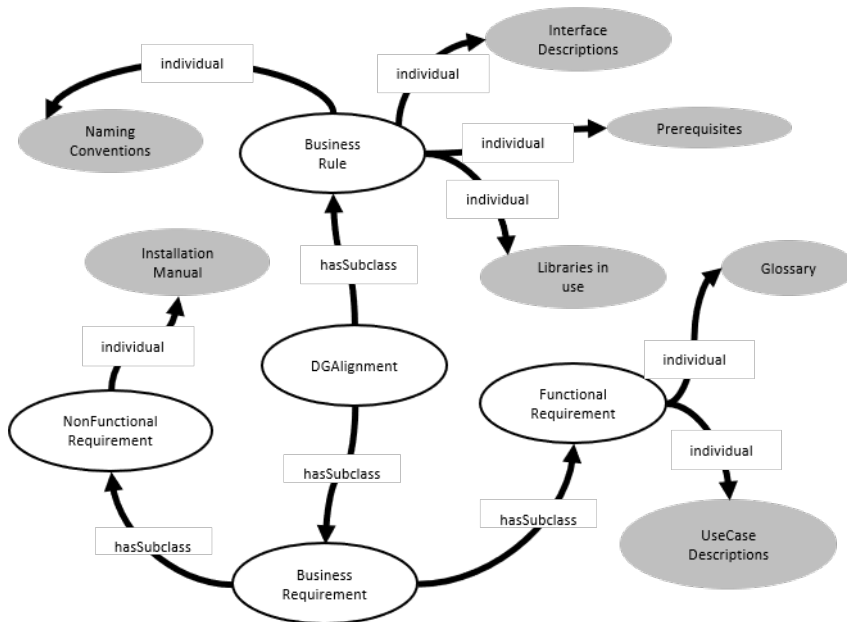 Interface
Descriptions
individual
individual
Naming
Conventions
Business
Rule
individual
Prerequisites
individual
Installation
Manual
hasSubclass
Libraries in
use
Glossary
individual
DGAlignment
individual
NonFunctional
Requirement
Functional
Requirement
individual
hasSubclass
hasSubclass
hasSubclass
UseCase
Descriptions
Business
Requirement